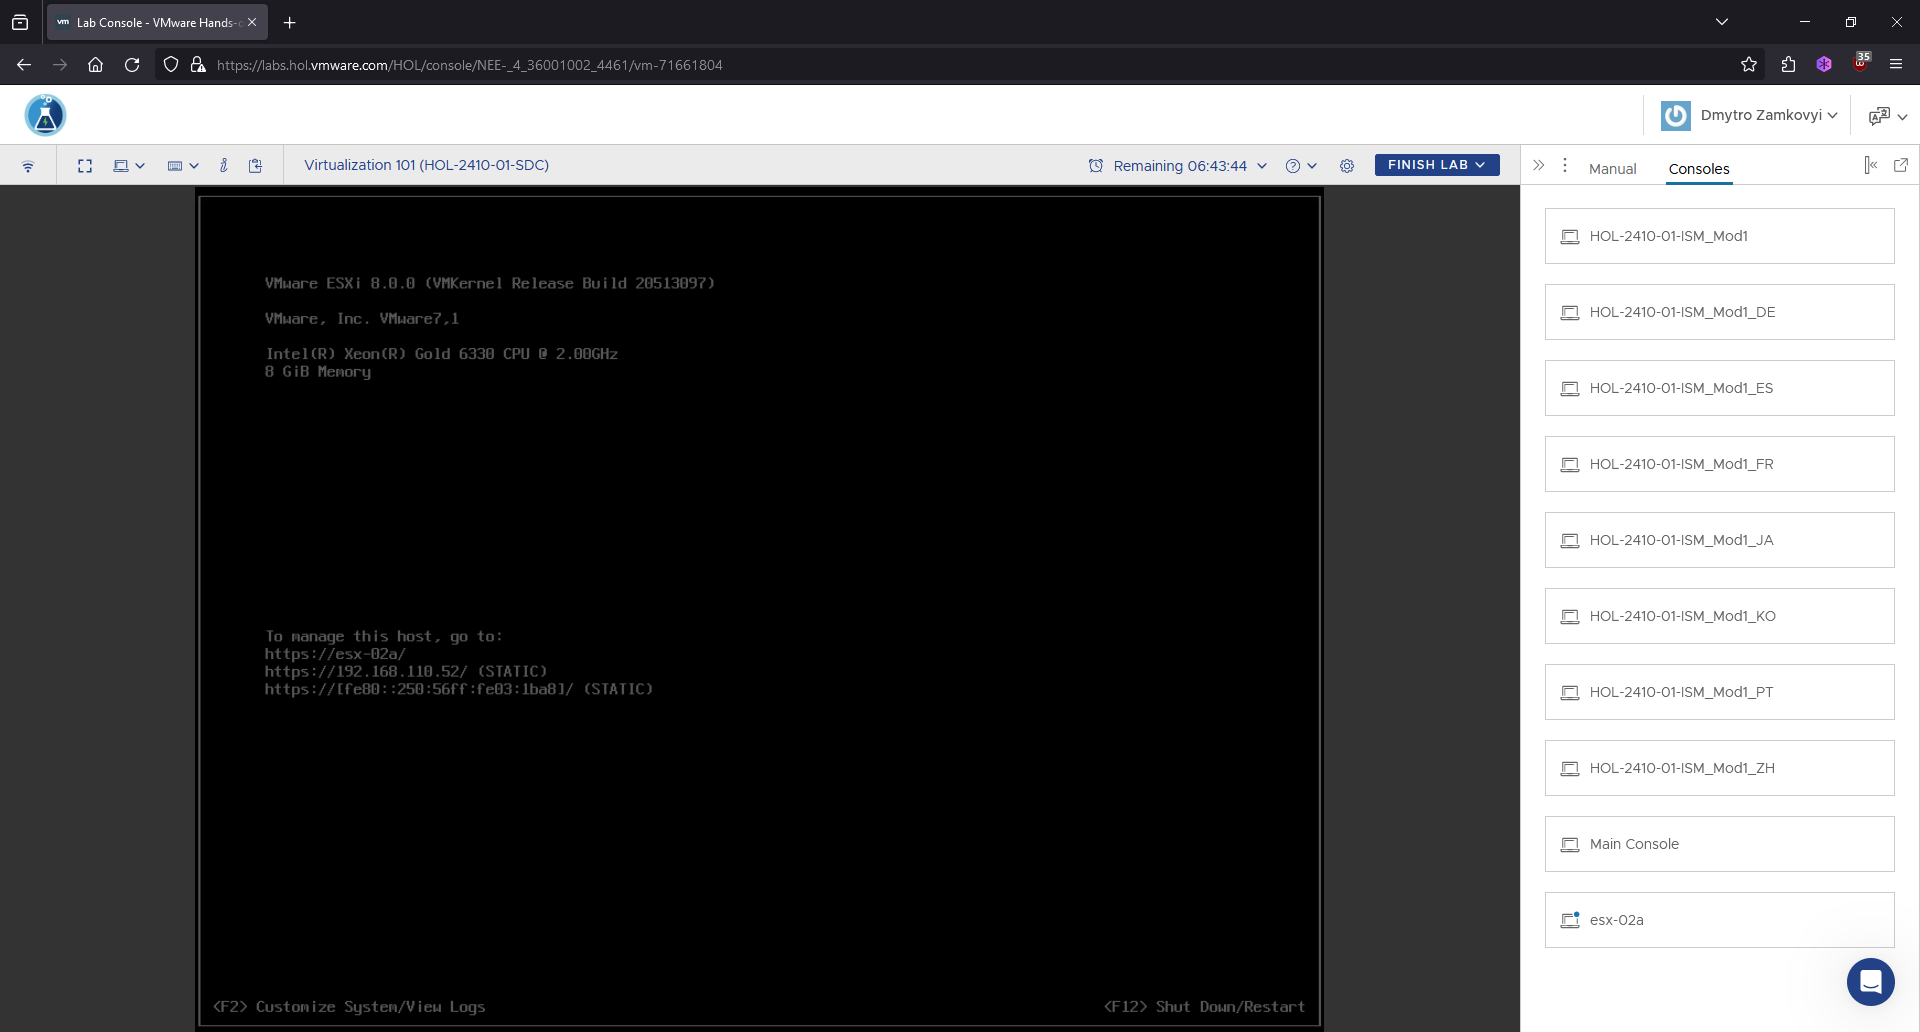 vm Lab Console - VMware Hands-o
https://labs.hol.vmware.com/HOL/console/NEE-_4_36001002_4461/vm-71661804
35
Dmytro Zamkovyi
Virtualization 101 (HOL-2410-01-SDC)
Remaining 06:43:44
FINISH LAB
Manual
Consoles
VMware ESXi 8.0.0 (VMKernel Release Build 20513097)
VMware, Inc. VMware7,1
Intel(R) Xeon(R) Gold 6330 CPU @ 2.00GHz
8 GiB Memory
To manage this host, go to:
https://esx-02a/
https://192.168.110.52/ (STATIC)
https://[fe80::250:56ff:fe03:1ba8]/ (STATIC)
<F2> Customize System/View Logs
<F12> Shut Down/Restart
HOL-2410-01-ISM_Mod1
HOL-2410-01-ISM_Mod1_DE
HOL-2410-01-ISM_Mod1_ES
HOL-2410-01-ISM_Mod1_FR
HOL-2410-01-ISM_Mod1_JA
HOL-2410-01-ISM_Mod1_KO
HOL-2410-01-ISM_Mod1_PT
HOL-2410-01-ISM_Mod1_ZH
Main Console
esx-02a